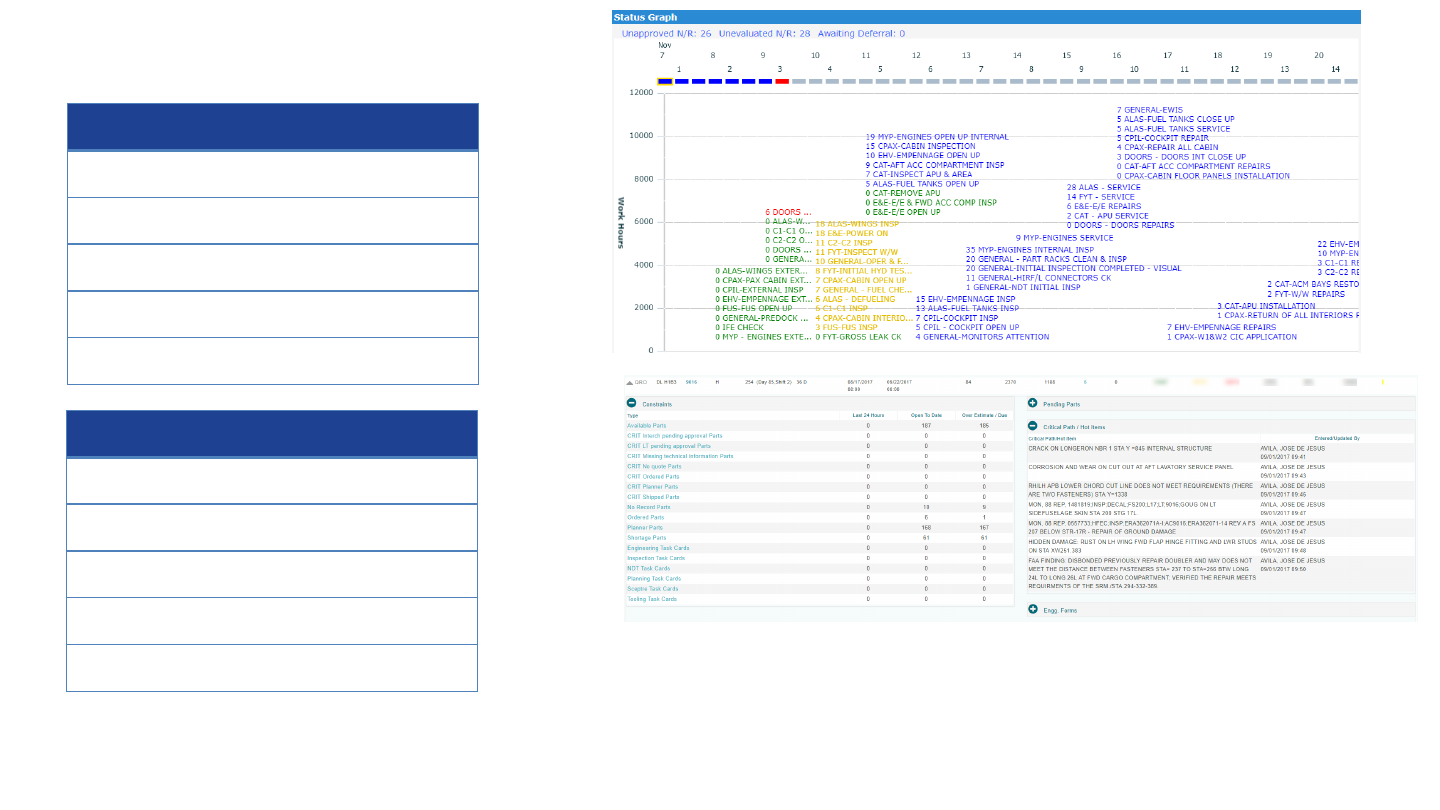 Status Graph
Unapproved N/R: 26 Unevaluated N/R: 28 Awaiting Deferral: 0
Nov
7 8 9 10 11 12 13 14 15 16 17 18 19 20
1 2 3 4 5 6 7 8 9 10 11 12 13 14
12000
10000
8000
6000
4000
2000
0
Work Hours
6 DOORS ...
0 ALAS-W...
0 C1-C1 O...
0 C2-C2 O...
0 DOORS ...
0 GENERA...
0 ALAS-WINGS EXTER...
0 CPAX-PAX CABIN EXT...
0 CPIL-EXTERNAL INSP
0 EHV-EMPENNAGE EXT...
0 FUS-FUS OPEN UP
0 GENERAL-PREDOCK ...
0 IFE CHECK
0 MYP - ENGINES EXTE...
16 ALAS-WINGS INSP
18 E&E-POWER ON
11 C2-C2 INSP
11 FYT-INSPECT W/W
10 GENERAL-OPER & F...
8 FYT-INITIAL HYD TES...
7 CPAX-CABIN OPEN UP
7 GENERAL - FUEL CHE...
6 ALAS - DEFUELING
6 C1-C1 INSP
4 CPAX-CABIN INTERIO...
3 FUS-FUS INSP
0 FYT-GROSS LEAK CK
19 MYP-ENGINES OPEN UP INTERNAL
15 CPAX-CABIN INSPECTION
10 EHV-EMPENNAGE OPEN UP
9 CAT-AFT ACC COMPARTMENT INSP
7 CAT-INSPECT APU & AREA
5 ALAS-FUEL TANKS OPEN UP
0 CAT-REMOVE APU
0 E&E-E/E & FWD ACC COMP INSP
0 E&E-E/E OPEN UP
15 EHV-EMPENNAGE INSP
13 ALAS-FUEL TANKS INSP
7 CPIL-COCKPIT INSP
5 CPIL - COCKPIT OPEN UP
4 GENERAL-MONITORS ATTENTION
35 MYP-ENGINES INTERNAL INSP
20 GENERAL - PART RACKS CLEAN & INSP
20 GENERAL-INITIAL INSPECTION COMPLETED - VISUAL
11 GENERAL-HIRF/L CONNECTORS CK
1 GENERAL-NDT INITIAL INSP
9 MYP-ENGINES SERVICE
28 ALAS - SERVICE
14 FYT - SERVICE
6 E&E-E/E REPAIRS
2 CAT - APU SERVICE
0 DOORS - DOORS REPAIRS
7 GENERAL-EWIS
5 ALAS-FUEL TANKS CLOSE UP
5 ALAS-FUEL TANKS SERVICE
5 CPIL-COCKPIT REPAIR
4 CPAX-REPAIR ALL CABIN
3 DOORS - DOORS INT CLOSE UP
0 CAT-AFT ACC COMPARTMENT REPAIRS
0 CPAX-CABIN FLOOR PANELS INSTALLATION
7 EHV-EMPENNAGE REPAIRS
1 CPAX-W1&W2 CIC APPLICATION
3 CAT-APU INSTALLATION
1 CPAX-RETURN OF ALL INTERIORS F
2 CAT-ACM BAYS RESTO
2 FYT-W/W REPAIRS
22 EHV-EM
10 MYP-EN
3 C1-C1 RE
3 C2-C2 RE
QRO 9016 H 254 (Day 85,Shift 2) 36.0 08/17/2017 09/22/2017 84 2370 1188 0 0
00:00 00:00
Constraints
Type Last 24 Hours Open To Date Over Estimate / Due
Available Parts 0 187 186
CRIT Interch pending approval Parts 0 0 0
CRIT LT pending approval Parts 0 0 0
CRIT Missing technical information Parts 0 0 0
CRIT No quote Parts 0 0 0
CRIT Ordered Parts 0 0 0
CRIT Planner Parts 0 0 0
CRIT Shipped Parts 0 0 0
No Record Parts 0 18 9
Ordered Parts 0 6 1
Planner Parts 0 168 167
Shortage Parts 0 61 61
Engineering Task Cards 0 0 0
Inspection Task Cards 0 0 0
NDT Task Cards 0 0 0
Planning Task Cards 0 0 0
Sceptre Task Cards 0 0 0
Tooling Task Cards 0 0 0
Pending Parts
Critical Path / Hot Items
Critical Path/Hot Item Entered/Updated By
CRACK ON LONGERON NBR 1 STA Y =845 INTERNAL STRUCTURE AVILA, JOSE DE JESUS
09/01/2017 09:41
CORROSION AND WEAR ON CUT OUT AT AFT LAVATORY SERVICE PANEL AVILA, JOSE DE JESUS
09/01/2017 09:43
RH/LH APB LOWER CHORD CUT LINE DOES NOT MEET REQUIREMENTS (THERE AVILA, JOSE DE JESUS
ARE TWO FASTENERS) STA Y=1338 09/01/2017 09:46
MON, 88 REP. 1481819;INSP;DECAL;FS200;L17;LT;9016;GOUG ON LT AVILA, JOSE DE JESUS
SIDEFUSELAGE SKIN STA 208 STG 17L 09/01/2017 09:47
MON, 88 REP. AVILA, JOSE DE JESUS
207 BELOW STR-17R - REPAIR OF GROUND DAMAGE 09/01/2017 09:47
HIDDEN DAMAGE: RUST ON LH WING FWD FLAP HINGE FITTING AND LWR STUDS AVILA, JOSE DE JESUS
ON STA XW261.383 09/01/2017 09:48
FAA FINDING: DISBONDED PREVIOUSLY REPAIR DOUBLER AND MAY DOES NOT AVILA, JOSE DE JESUS
MEET THE DISTANCE BETWEEN FASTENERS STA= 237 TO STA=256 BTW LONG 09/01/2017 09:50
24L TO LONG 26L AT FWD CARGO COMPARTMENT. VERIFIED THE REPAIR MEETS
REQUIRMENTS OF THE SRM./STA 294-332-389.
Engg. Forms